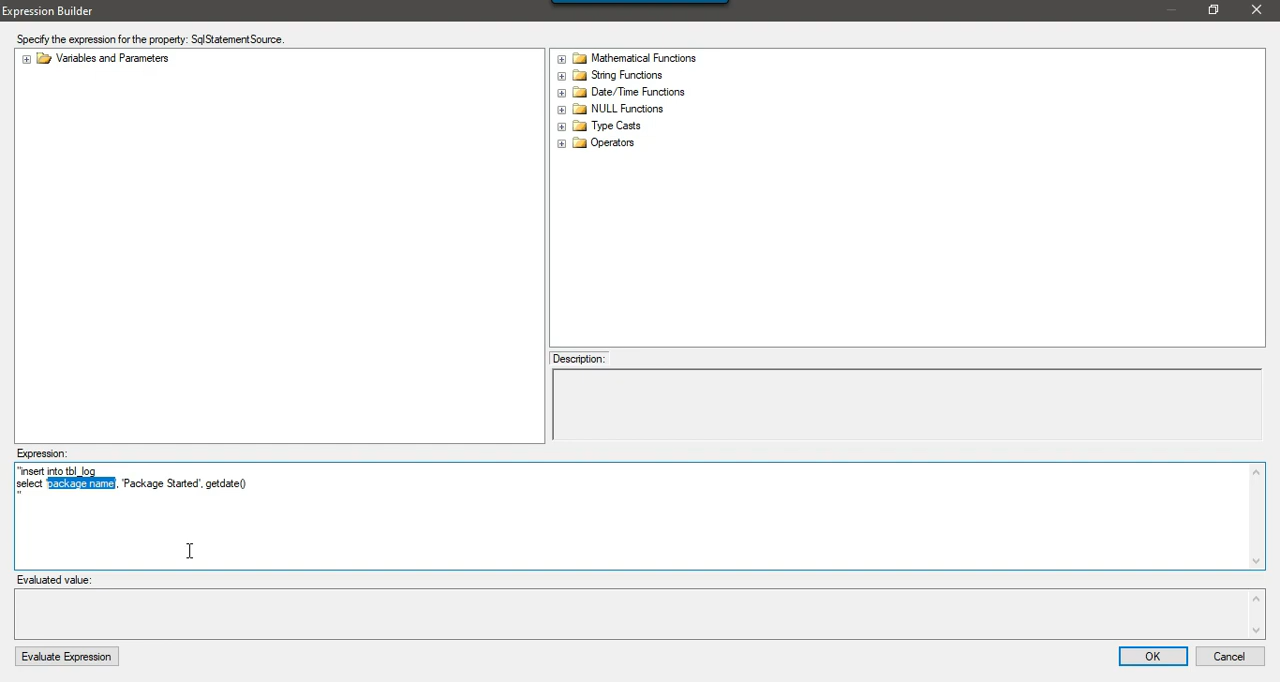 Expression Builder
Specify the expression for the property: SqlStatementSource.
Variables and Parameters
Mathematical Functions
String Functions
Date/Time Functions
NULL Functions
Type Casts
Operators
Description:
Expression:
"insert into tbl_log
select 'package name', 'Package Started', getdate()
"
Evaluated value:
Evaluate Expression
OK
Cancel